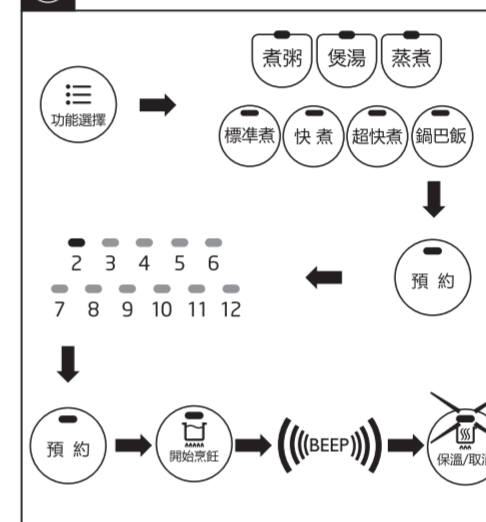 煮粥 煲湯 蒸煮
功能選擇
標準煮 快煮 超快煮 鍋巴飯
預約
2 3 4 5 6
7 8 9 10 11 12
預約
開始烹飪
BEEP
保溫/取消